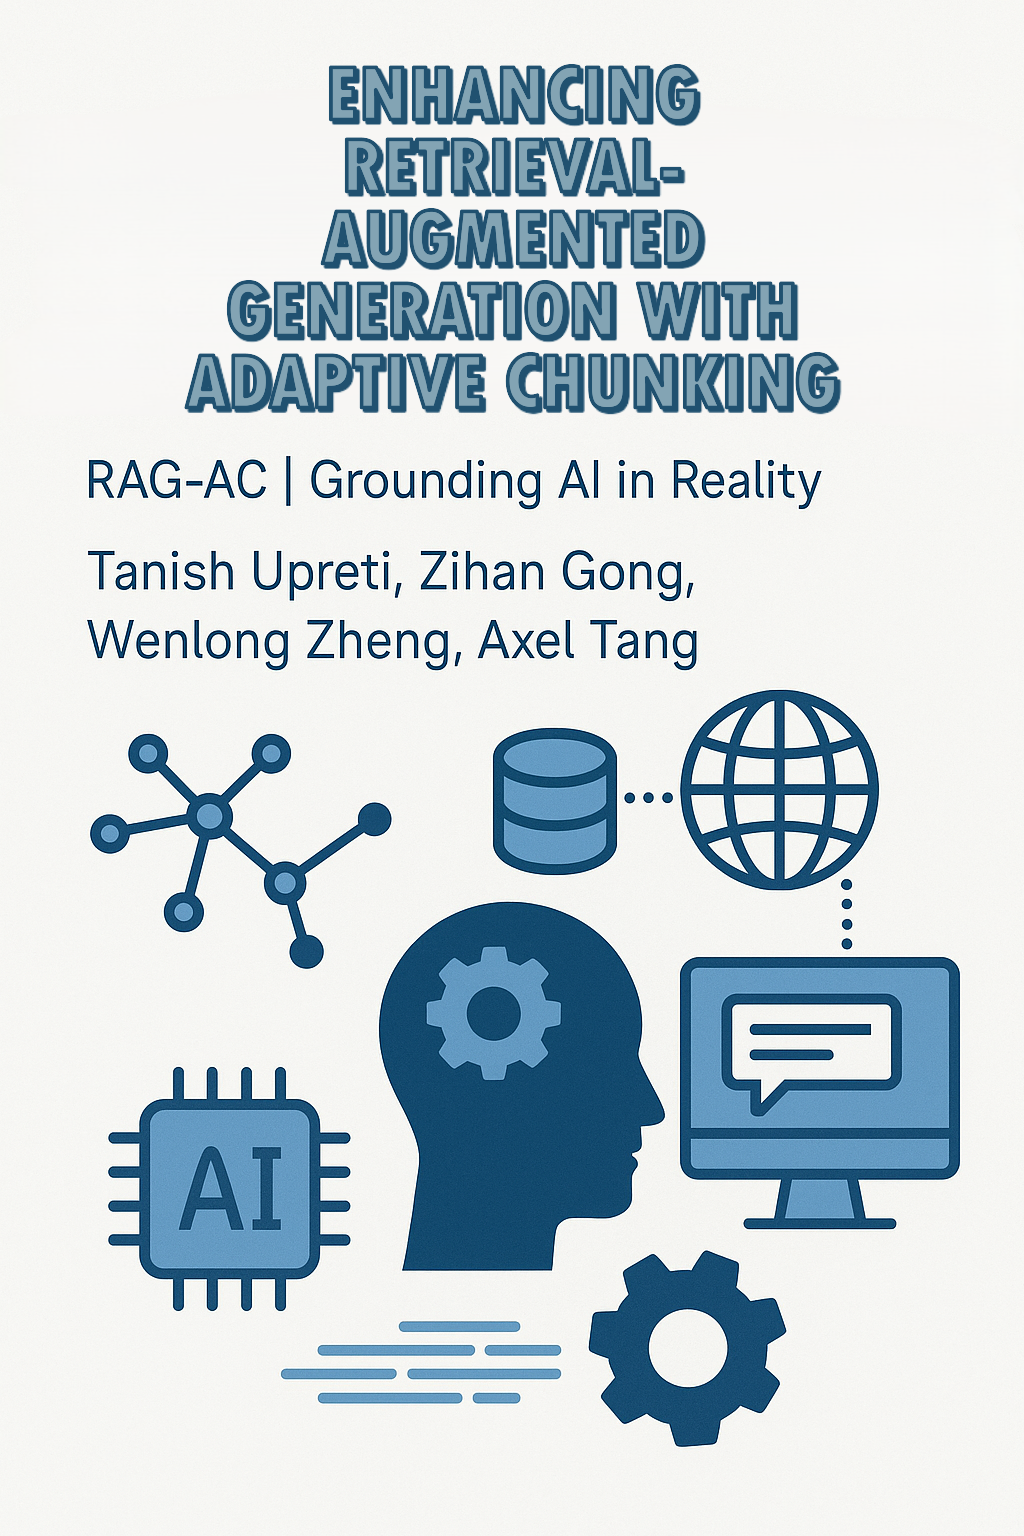 ENHANCING
RETRIEVAL-
AUGMENTED
GENERATION WITH
ADAPTIVE CHUNKING
RAG-AC | Grounding AI in Reality
Tanish Upreti, Zihan Gong,
Wenlong Zheng, Axel Tang
AI